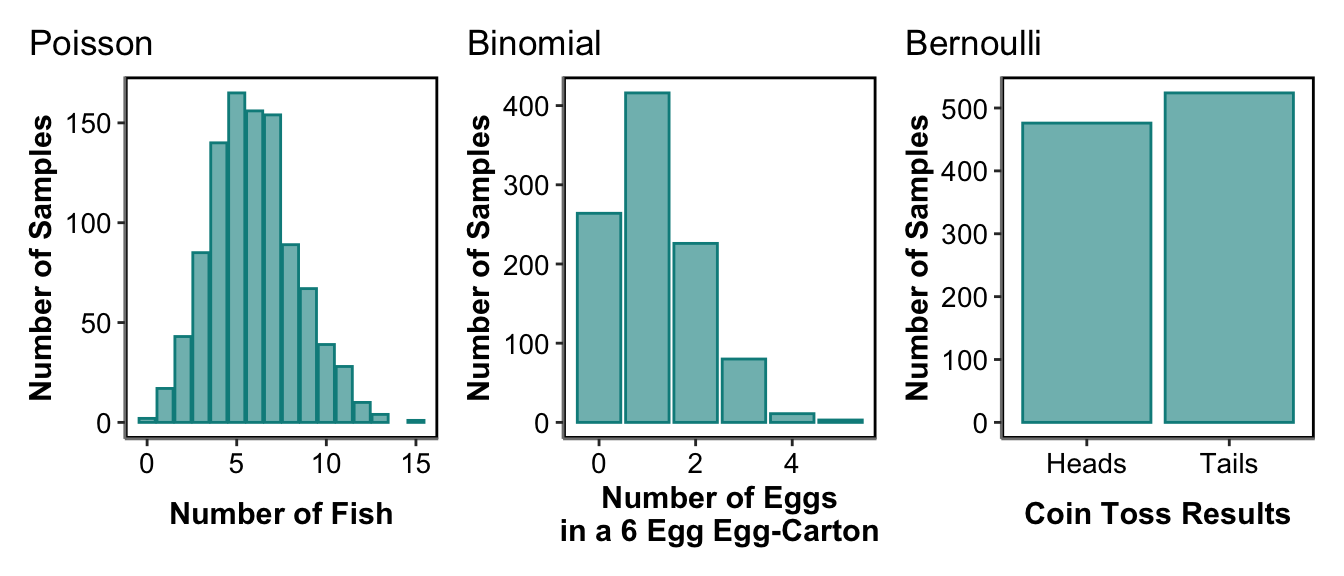 Poisson
Number of Samples
150
100
50
0
0 5 10 15
Number of Fish
Binomial
Number of Samples
400
300
200
100
0
0 2 4
Number of Eggs
in a 6 Egg Egg-Carton
Bernoulli
Number of Samples
500
400
300
200
100
0
Heads Tails
Coin Toss Results